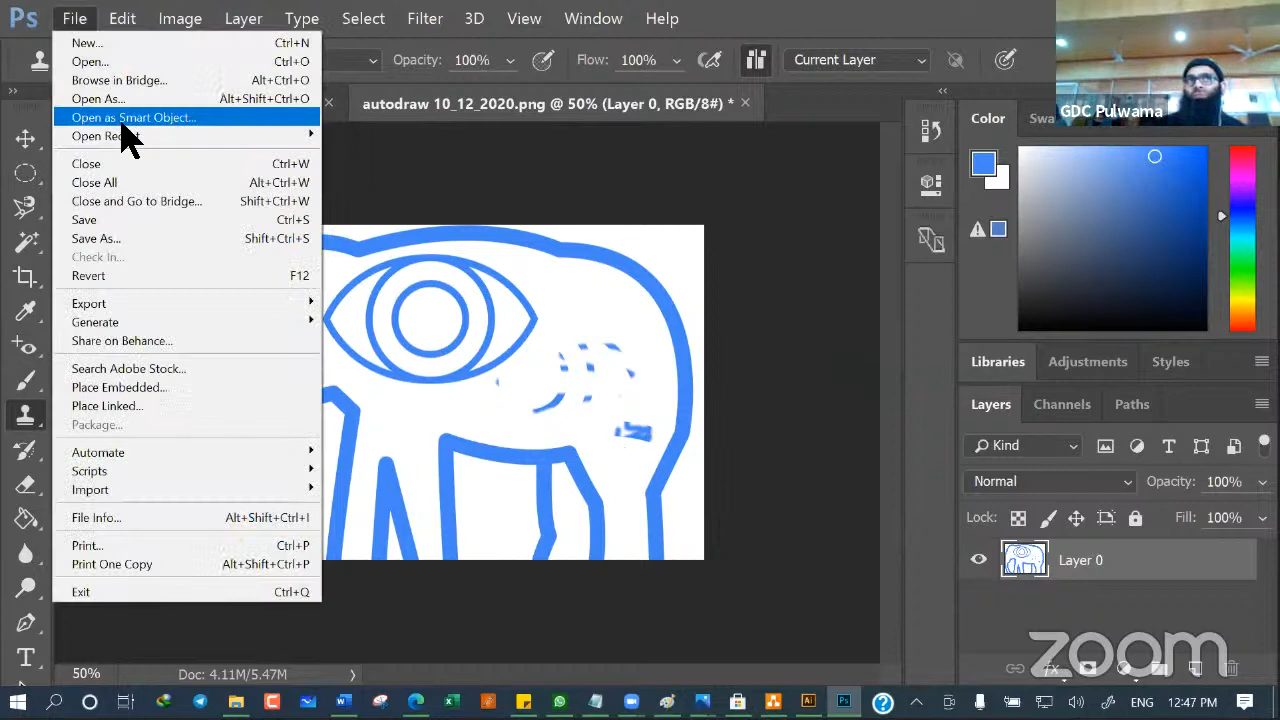 Ps File Edit Image Layer Type Select Filter 3D View Window Help
Opacity: 100% Flow: 100% Current Layer
autodraw 10_12_2020.png @ 50% (Layer 0, RGB/8#) *
New... Ctrl+N
Open... Ctrl+O
Browse in Bridge... Alt+Ctrl+O
Open As... Alt+Shift+Ctrl+O
Open as Smart Object...
Open
Close Ctrl+W
Close All Alt+Ctrl+W
Close and Go to Bridge... Shift+Ctrl+W
Save Ctrl+S
Save As... Shift+Ctrl+S
Check In...
Revert F12
Export
Generate
Share on Behance...
Search Adobe Stock...
Place Embedded...
Place Linked...
Package...
Automate
Scripts
Import
File Info... Alt+Shift+Ctrl+I
Print... Ctrl+P
Print One Copy Alt+Shift+Ctrl+P
Exit Ctrl+Q
GDC Pulwama
Color
Libraries Adjustments Styles
Layers Channels Paths
Kind
Normal Opacity: 100%
Lock: Fill: 100%
Layer 0
zoom
50% Doc: 4.11M/5.47M
ENG 12:47 PM